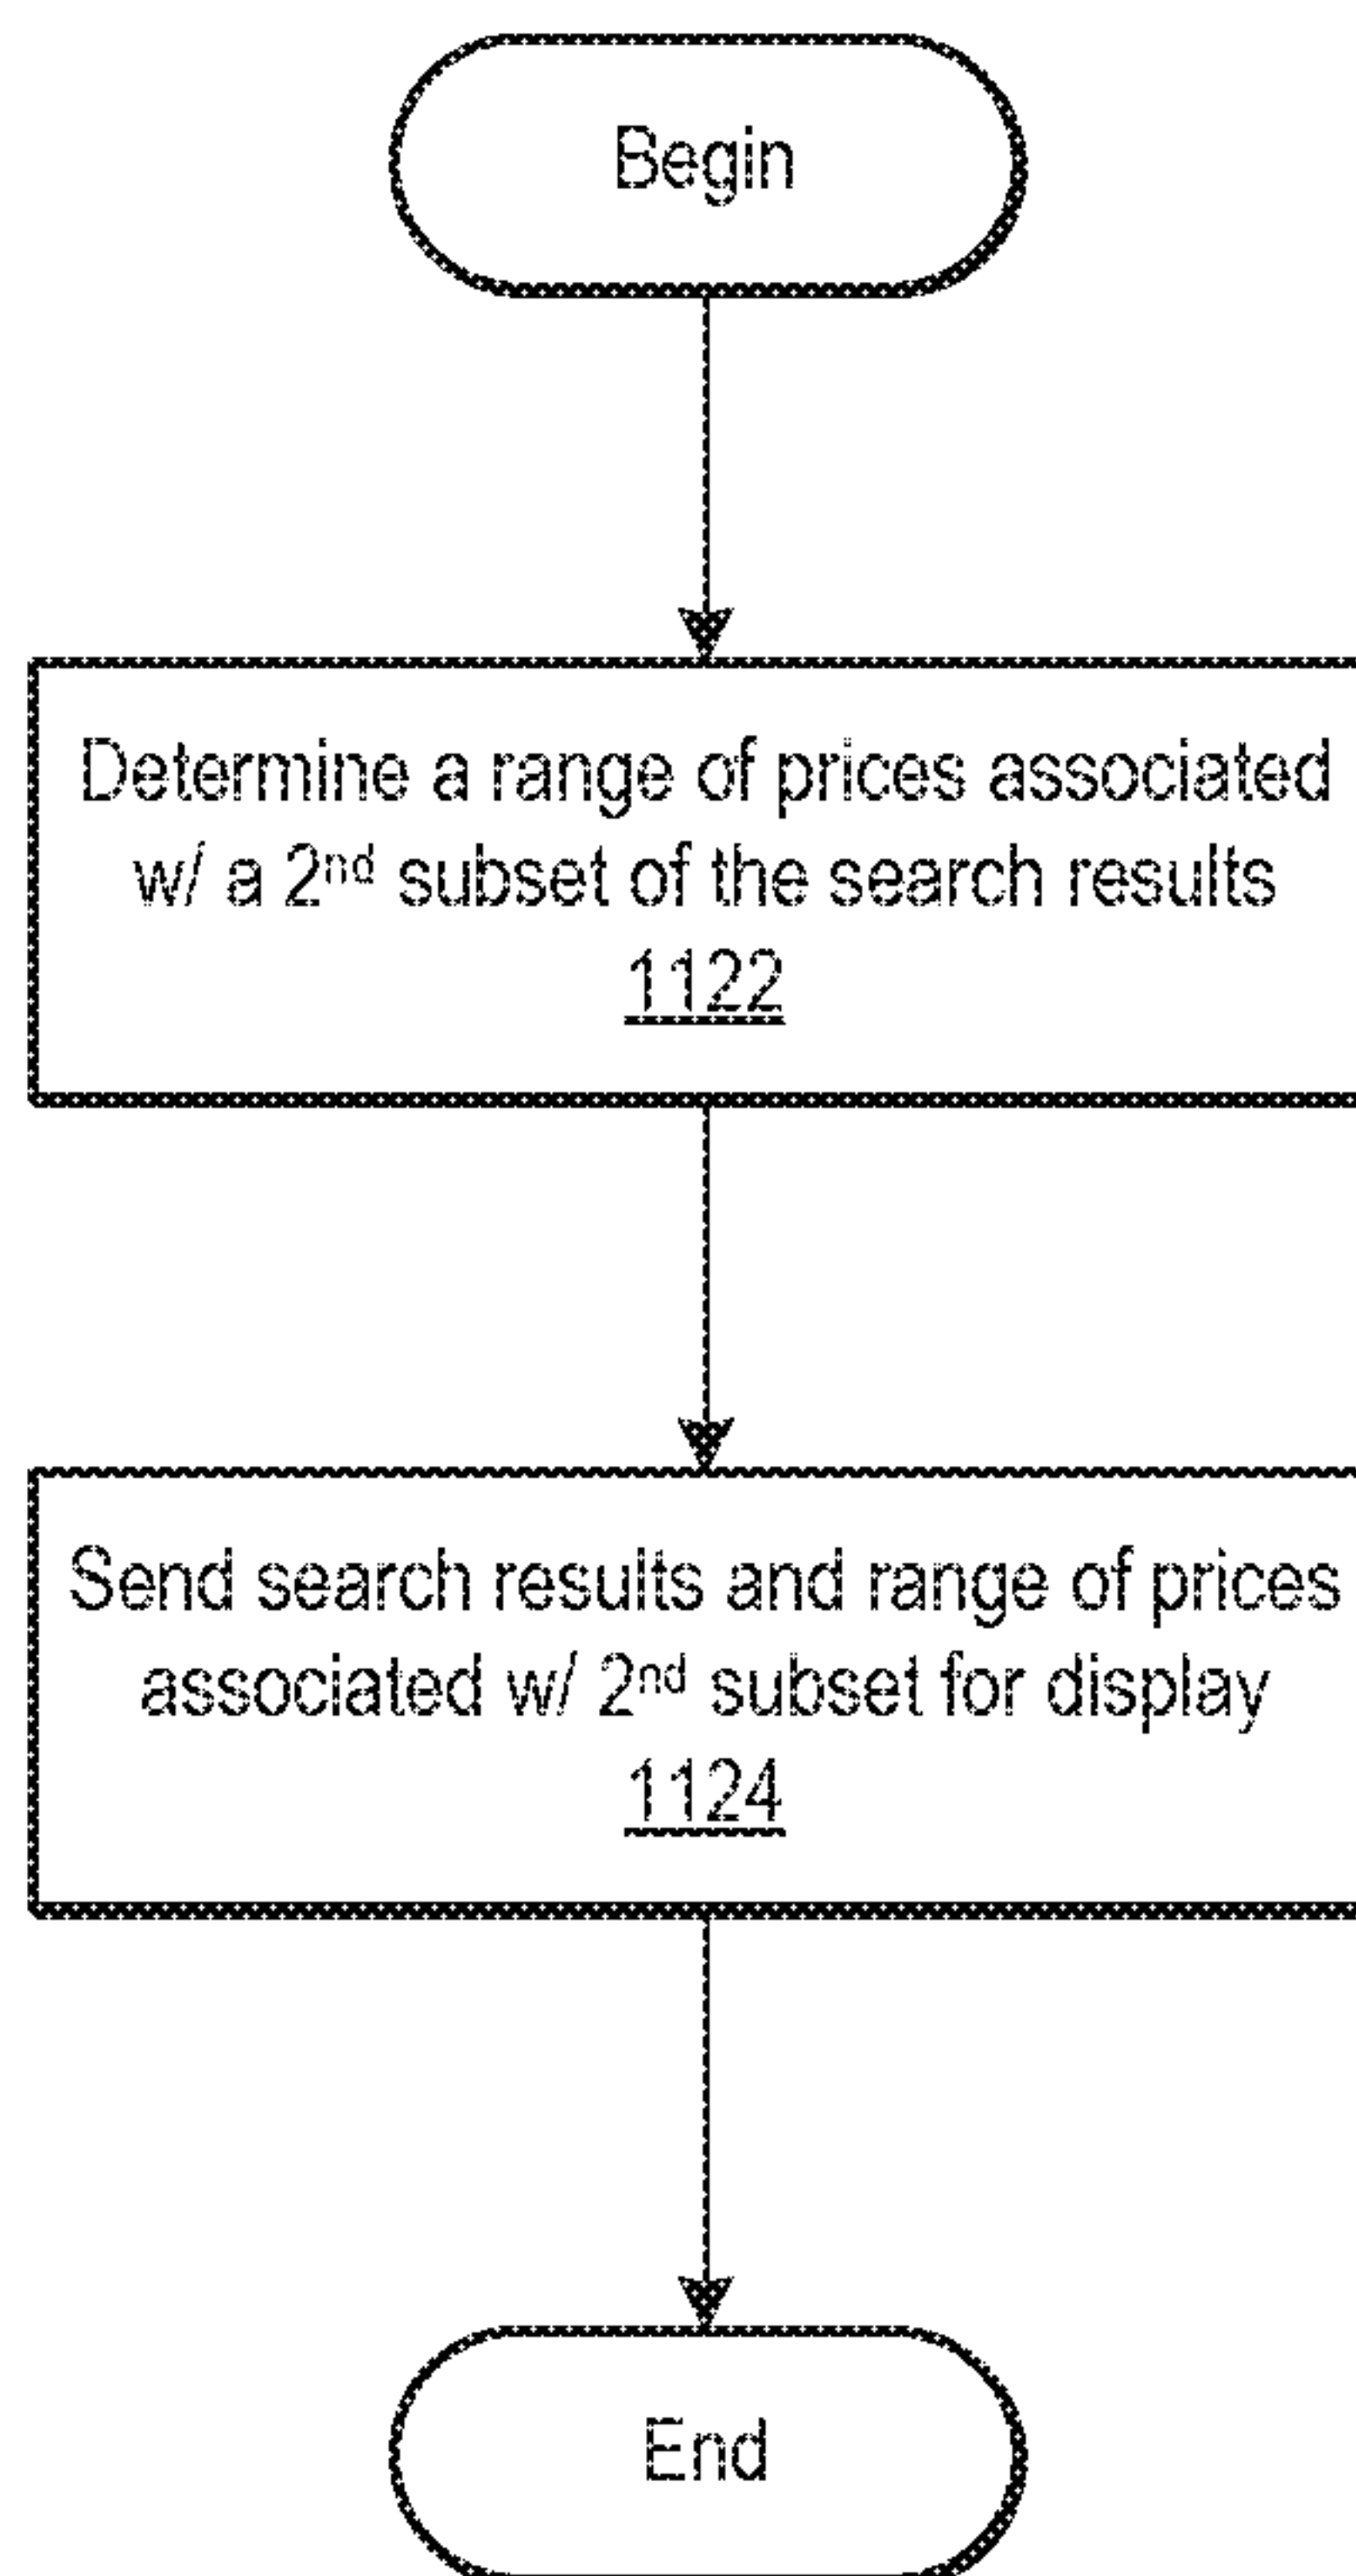 Begin
Determine a range of prices associated
w/ a 2nd subset of the search results
1122
Send search results and range of prices
associated w/ 2nd subset for display
1124
End